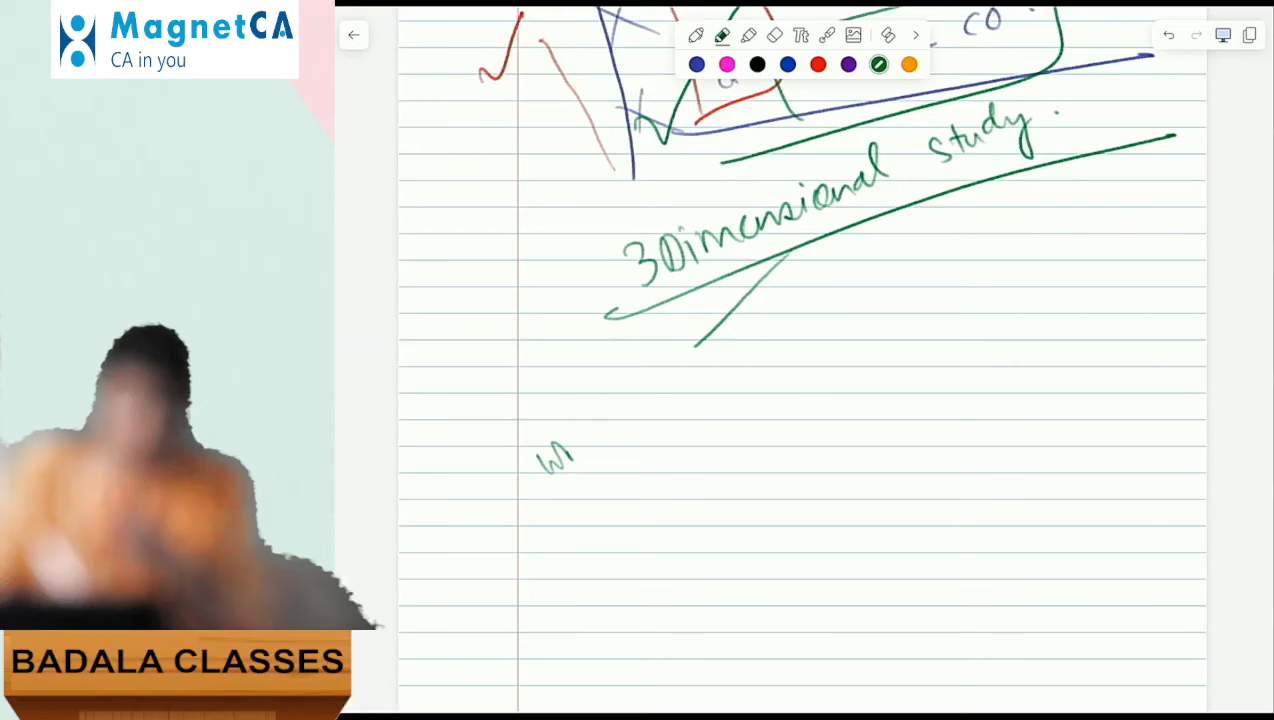 MagnetCA
CA in you
co.
3Dimensional study.
BADALA CLASSES